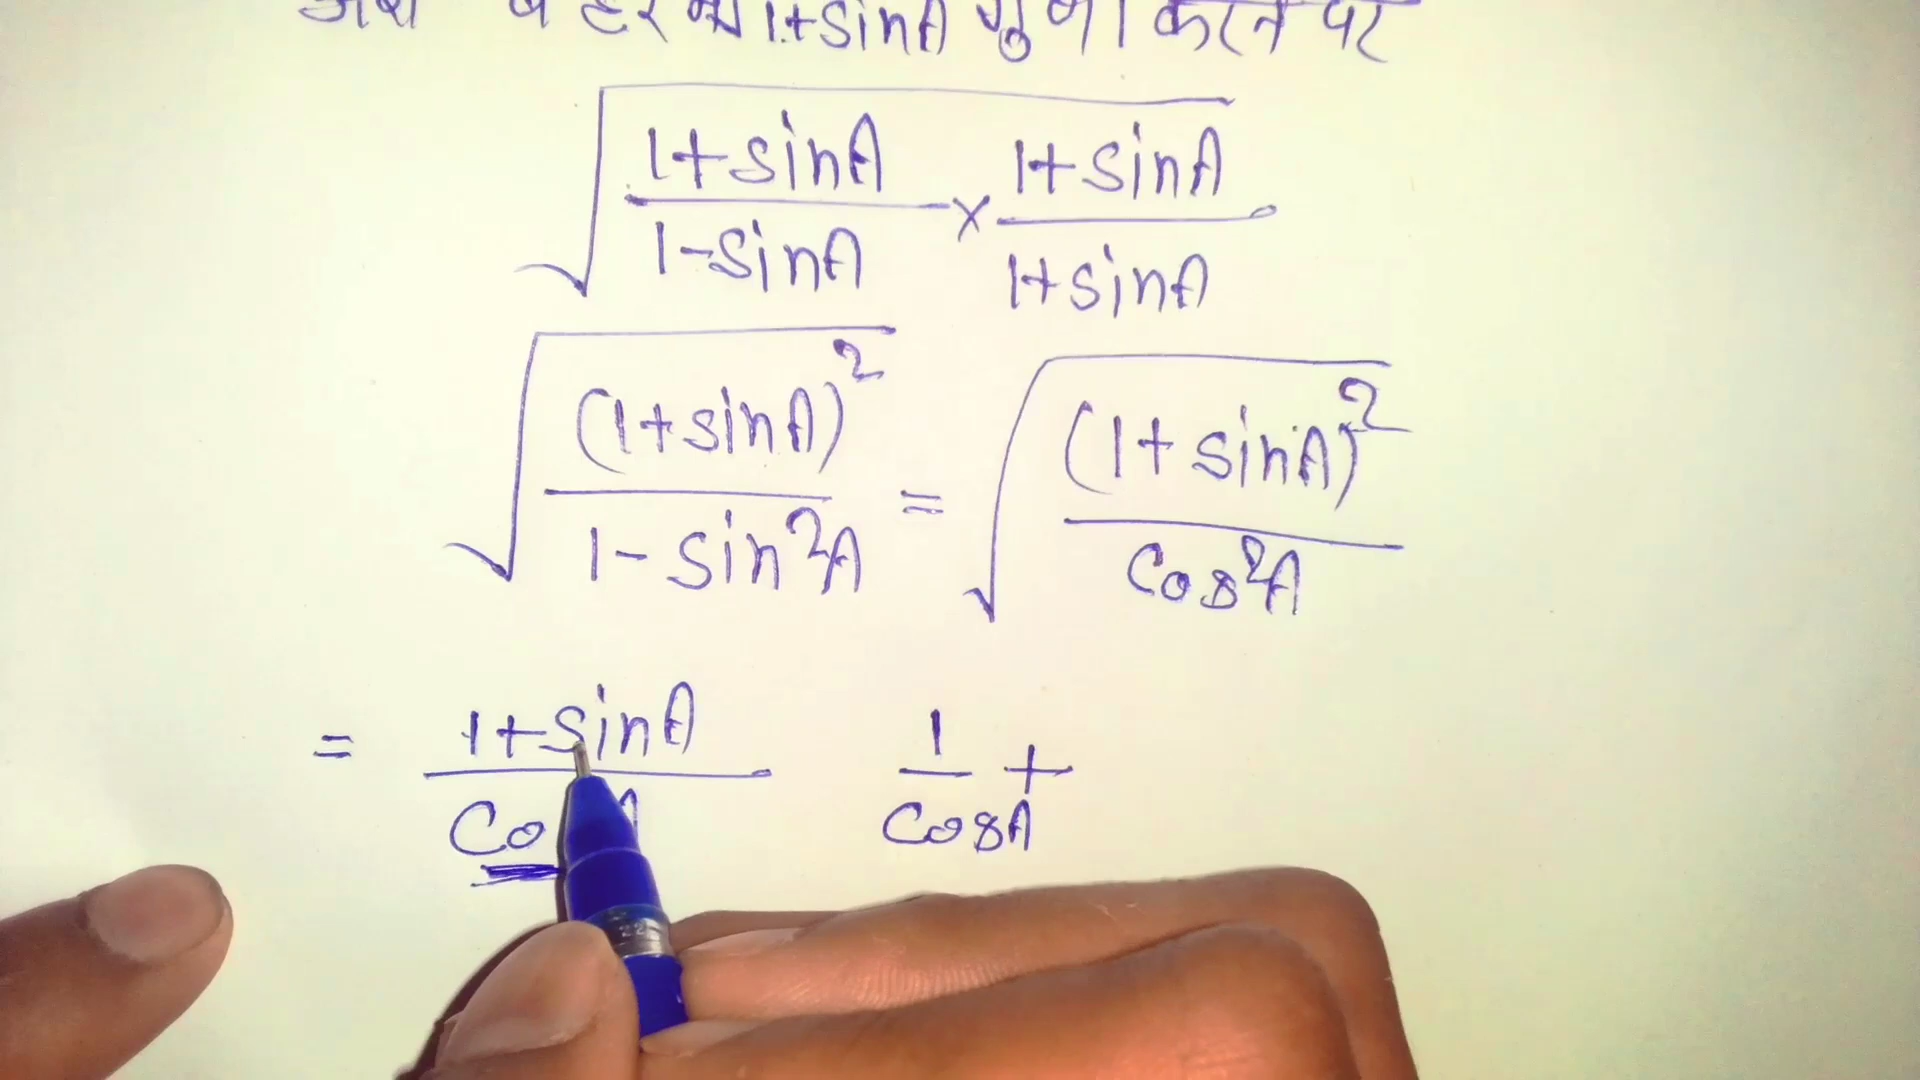 व हर में 1+sinA गुणा करने पर
√(1+sinA / 1-sinA × 1+sinA / 1+sinA)
√((1+sinA)² / 1-sin²A) = √((1+sinA)² / Cos²A)
= 1+sinA / Co A 1 / CosA +